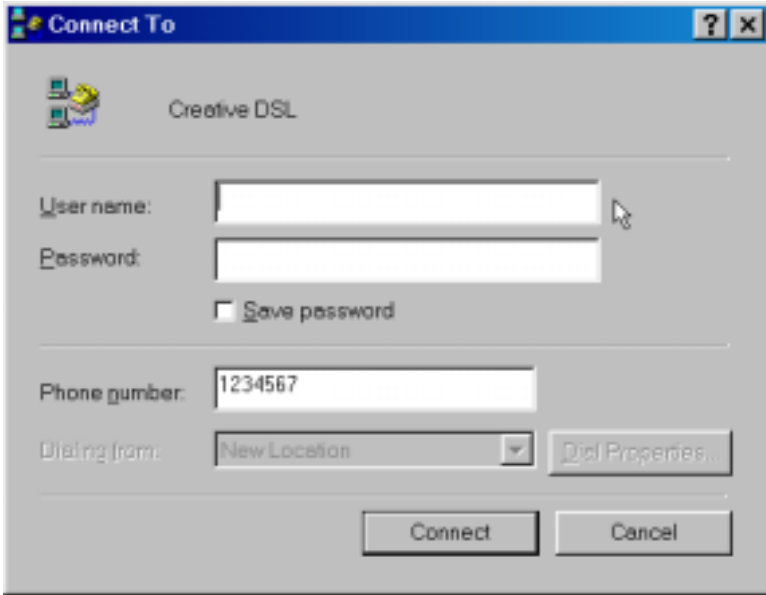 Connect To
Creative DSL
User name:
Password:
Save password
Phone number: 1234567
Dialing from: New Location Dial Properties...
Connect Cancel